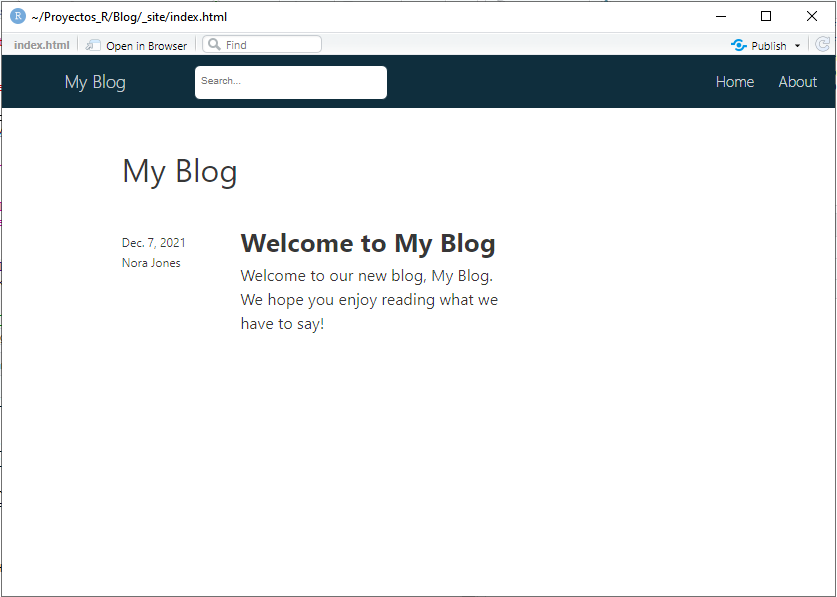 R ~/Proyectos_R/Blog/_site/index.html
index.html Open in Browser Find Publish
My Blog Search... Home About
My Blog
Dec. 7, 2021
Nora Jones
Welcome to My Blog
Welcome to our new blog, My Blog.
We hope you enjoy reading what we
have to say!